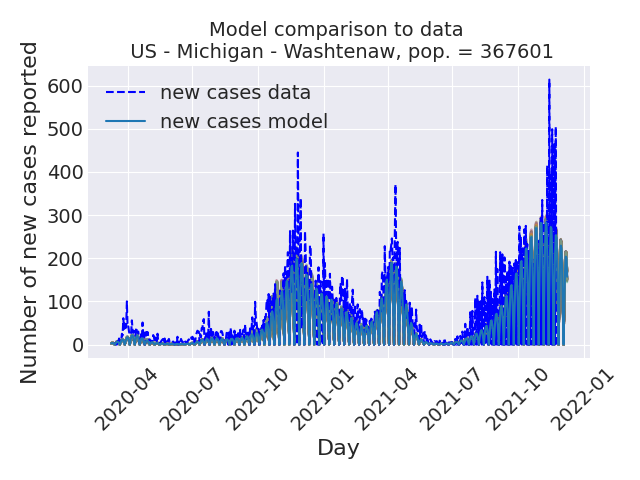 Model comparison to data
US - Michigan - Washtenaw, pop. = 367601
Number of new cases reported
600
500
400
300
200
100
0
new cases data
new cases model
2020-04
2020-07
2020-10
2021-01
2021-04
2021-07
2021-10
2022-01
Day